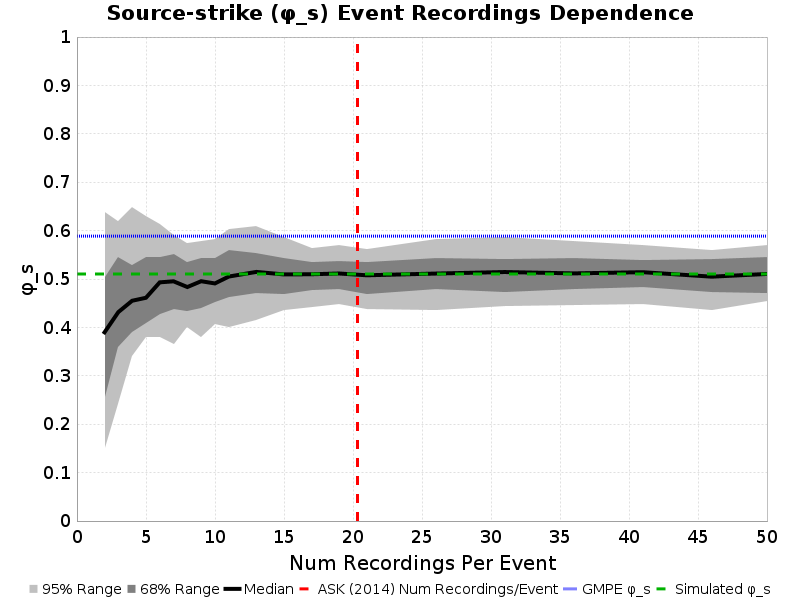 Source-strike (φ_s) Event Recordings Dependence
1
0.9
0.8
0.7
0.6
0.5
0.4
0.3
0.2
0.1
0
φ_s
0 5 10 15 20 25 30 35 40 45 50
Num Recordings Per Event
95% Range 68% Range Median ASK (2014) Num Recordings/Event GMPE φ_s Simulated φ_s